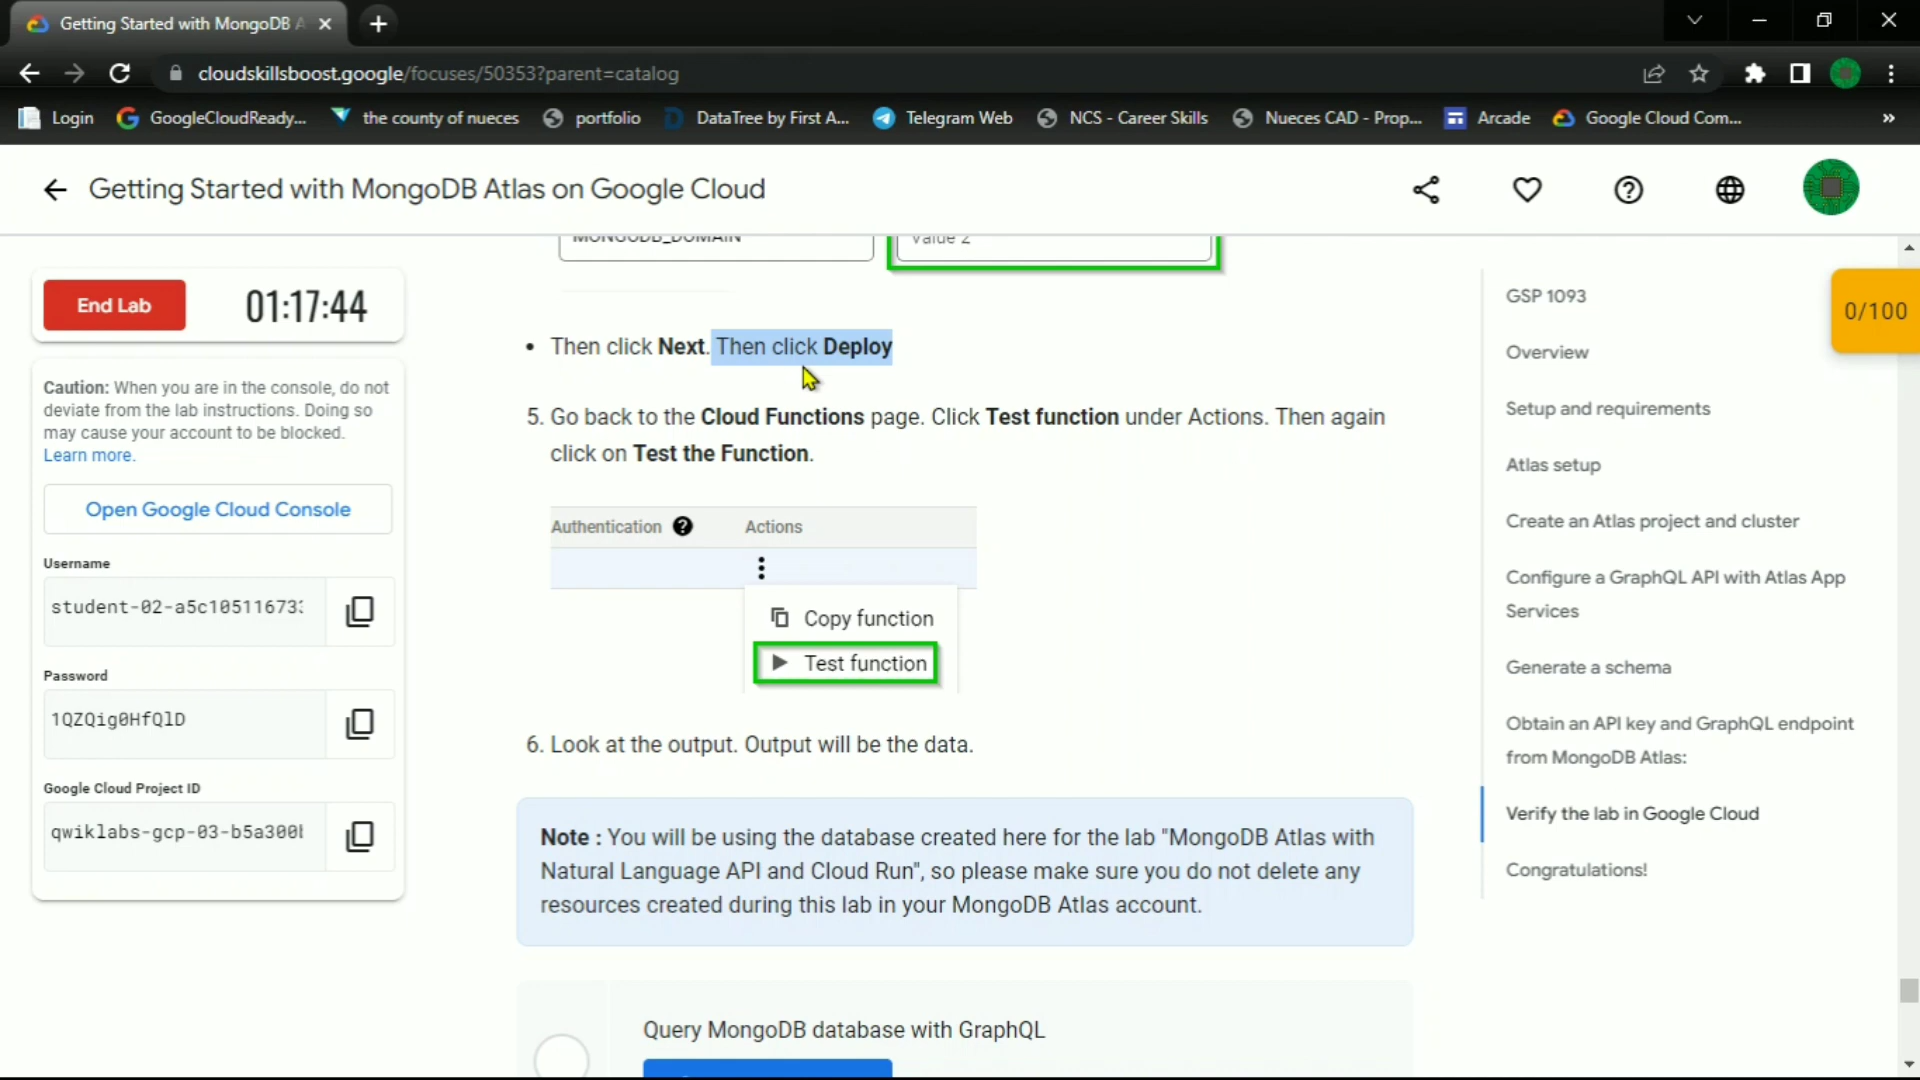 Getting Started with MongoDB A
cloudskillsboost.google/focuses/50353?parent=catalog
Login GoogleCloudReady... the county of nueces portfolio DataTree by First A... Telegram Web NCS - Career Skills Nueces CAD - Prop... Arcade Google Cloud Com... »
Getting Started with MongoDB Atlas on Google Cloud
MONGODB_DOMAIN Value 2
End Lab 01:17:44
Caution: When you are in the console, do not
deviate from the lab instructions. Doing so
may cause your account to be blocked.
Learn more.
Open Google Cloud Console
Username
student-02-a5c10511673
Password
1QZQig0HfQlD
Google Cloud Project ID
qwiklabs-gcp-03-b5a300
• Then click Next. Then click Deploy
5. Go back to the Cloud Functions page. Click Test function under Actions. Then again
click on Test the Function.
Authentication Actions
Copy function
Test function
6. Look at the output. Output will be the data.
Note : You will be using the database created here for the lab "MongoDB Atlas with
Natural Language API and Cloud Run", so please make sure you do not delete any
resources created during this lab in your MongoDB Atlas account.
Query MongoDB database with GraphQL
GSP 1093
Overview
Setup and requirements
Atlas setup
Create an Atlas project and cluster
Configure a GraphQL API with Atlas App
Services
Generate a schema
Obtain an API key and GraphQL endpoint
from MongoDB Atlas:
Verify the lab in Google Cloud
Congratulations!
0/100